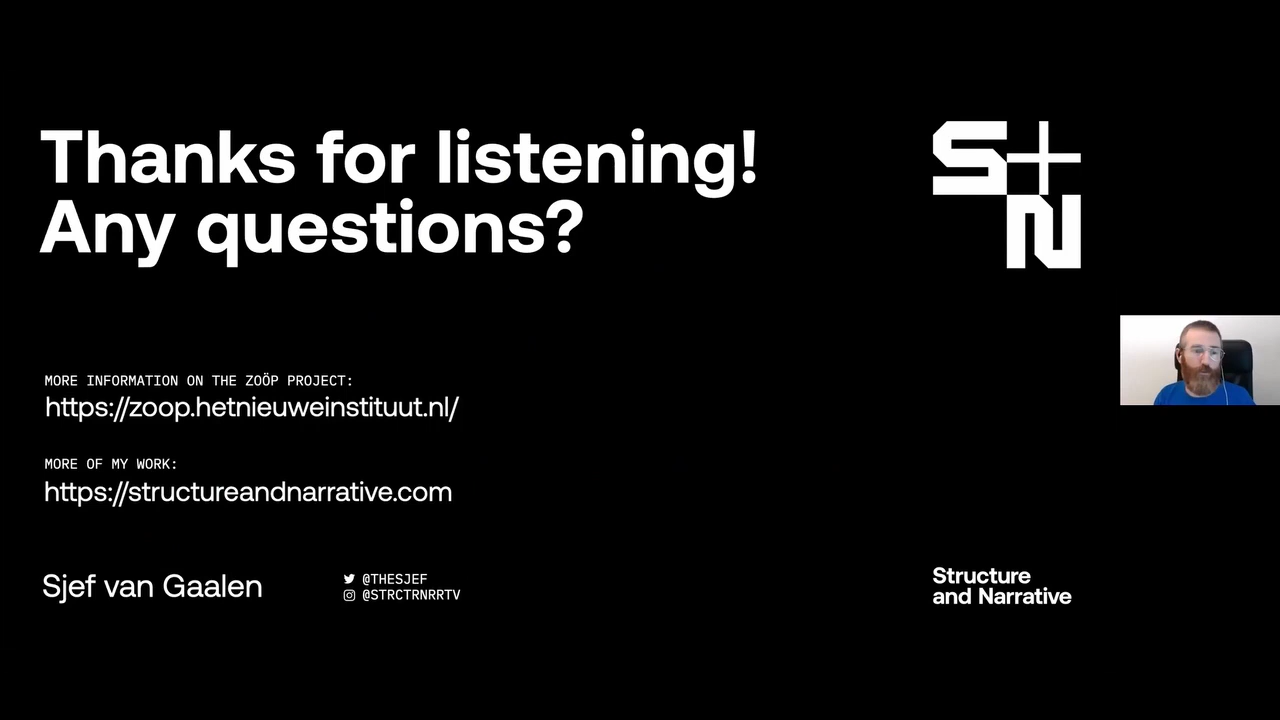 Thanks for listening!
Any questions?
S+N
MORE INFORMATION ON THE ZOÖP PROJECT:
https://zoop.hetnieuweinstituut.nl/
MORE OF MY WORK:
https://structureandnarrative.com
Sjef van Gaalen
@THESJEF
@STRCTRNRRTV
Structure
and Narrative